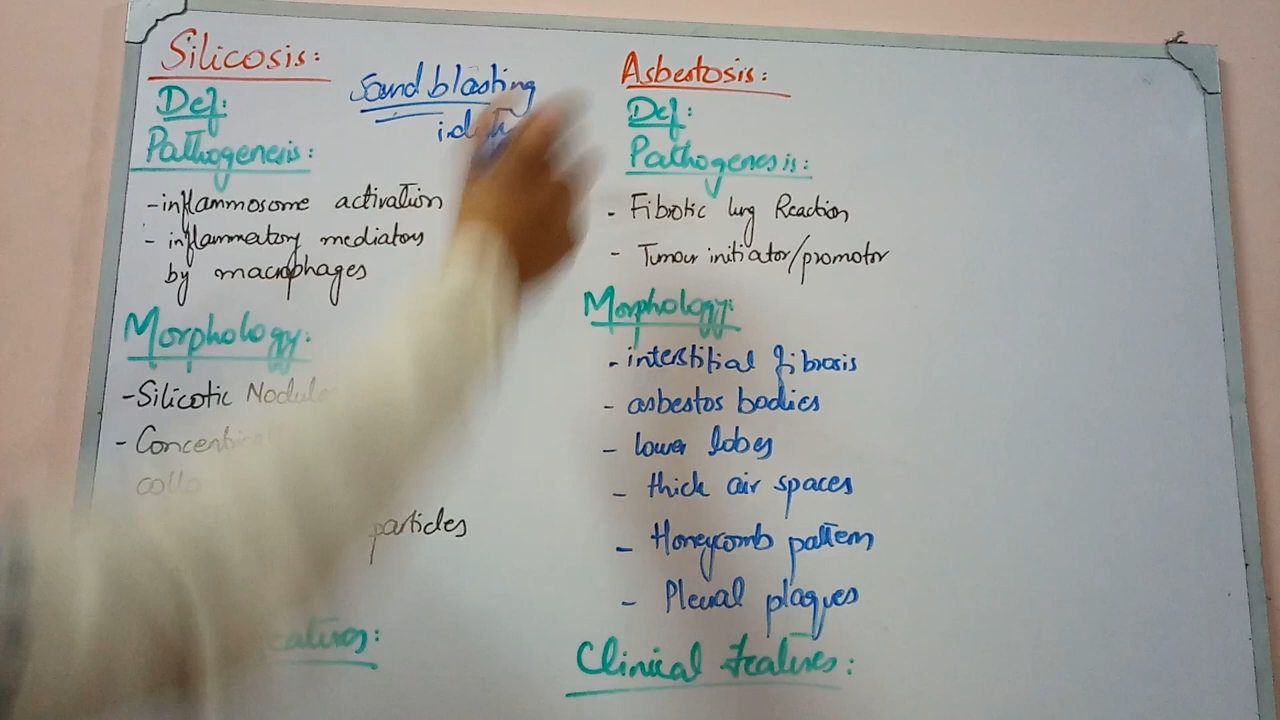 Silicosis:
Sand blasting
Def:
Pathogenesis:
- inflammosome activation
- inflammatory mediators
by macrophages
Morphology:
- Silicotic
-
particles
Asbestosis:
Def:
Pathogenesis:
- Fibrotic lung Reaction
- Tumour initiator/promotor
Morphology:
- interstitial fibrosis
- asbestos bodies
- lower lobes
- thick air spaces
- Honeycomb pattern
- Pleural plaques
Clinical Features: